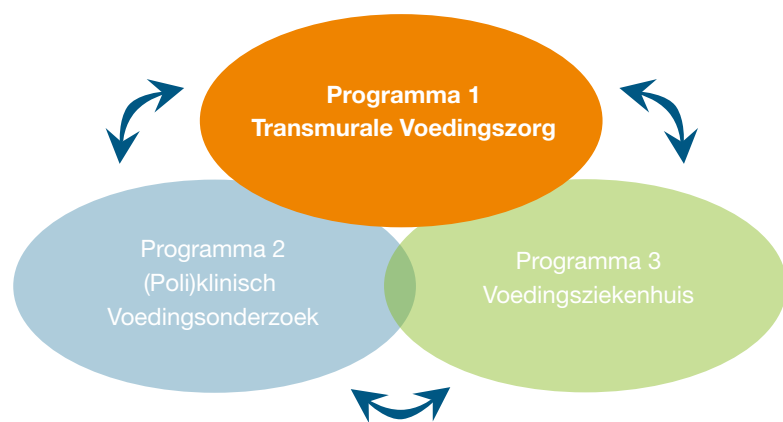 Programma 1
Transmurale Voedingszorg
Programma 2
(Poli)klinisch
Voedingsonderzoek
Programma 3
Voedingsziekenhuis